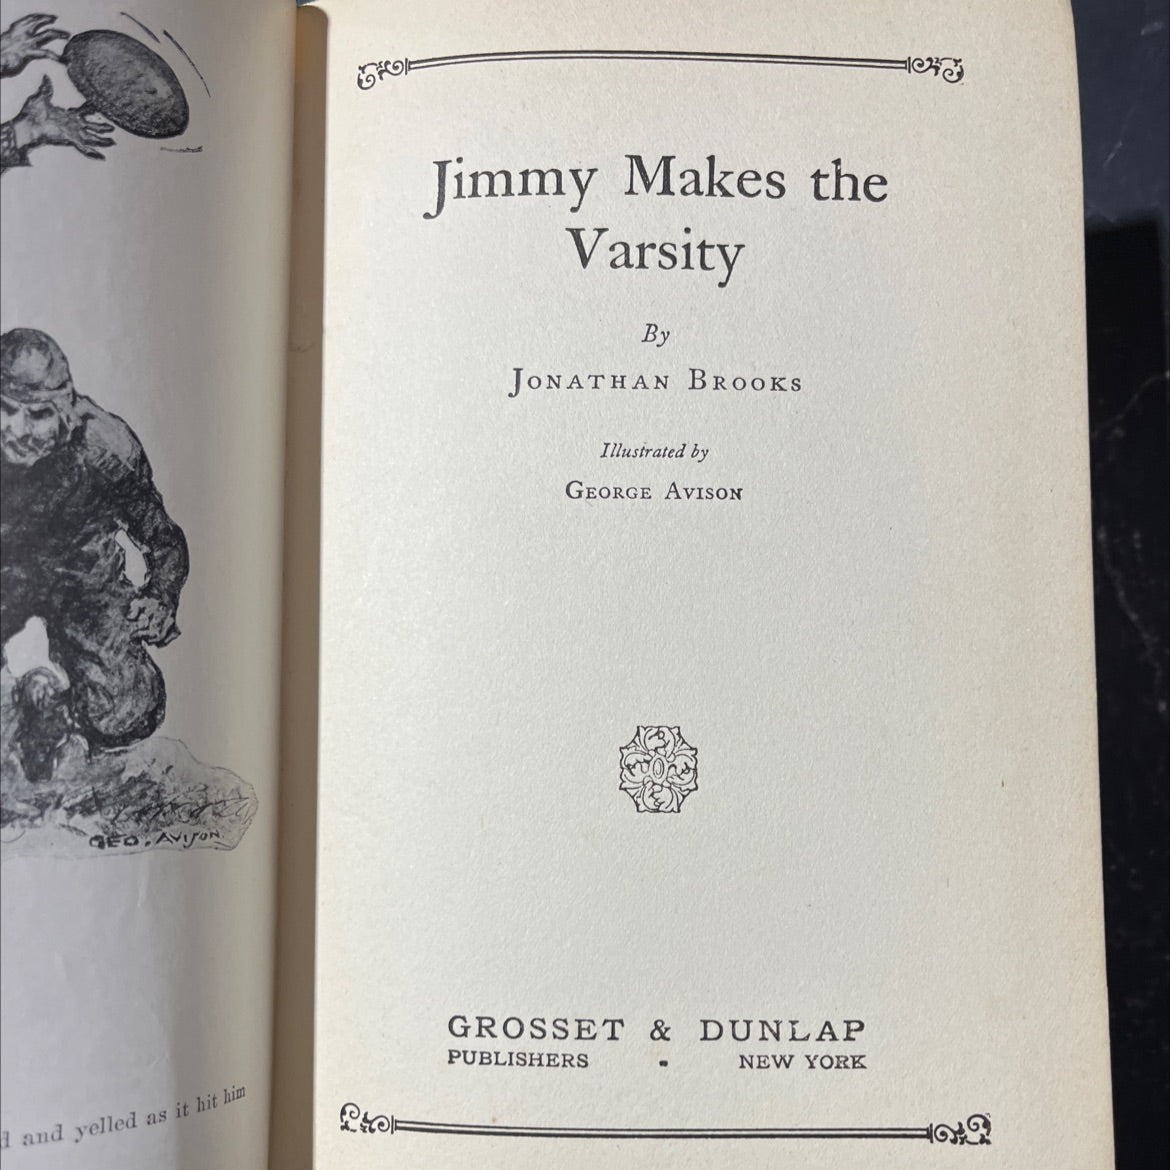 GEO. AVISON.
and yelled as it hit him
Jimmy Makes the
Varsity
By
JONATHAN BROOKS
Illustrated by
GEORGE AVISON
GROSSET & DUNLAP
PUBLISHERS - NEW YORK